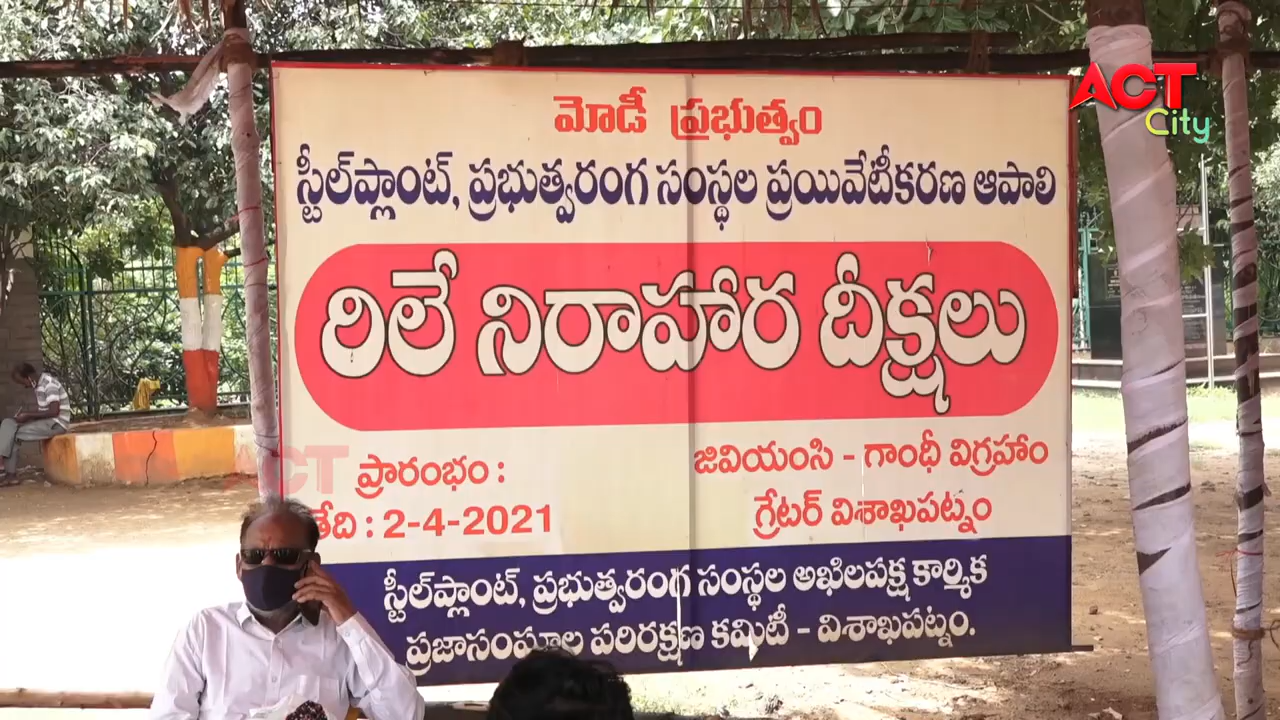 ACT
City
మోడీ ప్రభుత్వం
స్టీల్‌ప్లాంట్, ప్రభుత్వరంగ సంస్థల ప్రయివేటీకరణ ఆపాలి
రిలే నిరాహార దీక్షలు
ACT
ప్రారంభం :
తేది : 2-4-2021
జివియంసి - గాంధీ విగ్రహాం
గ్రేటర్ విశాఖపట్నం
స్టీల్‌ప్లాంట్, ప్రభుత్వరంగ సంస్థల అఖిలపక్ష కార్మిక
ప్రజాసంఘాల పరిరక్షణ కమిటీ - విశాఖపట్నం.